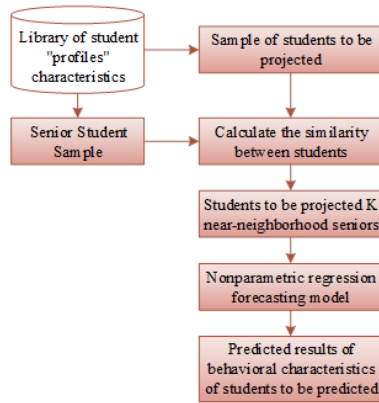 Library of student
"profiles"
characteristics
Sample of students to be
projected
Senior Student
Sample
Calculate the similarity
between students
Students to be projected K
near-neighborhood seniors
Nonparametric regression
forecasting model
Predicted results of
behavioral characteristics
of students to be predicted